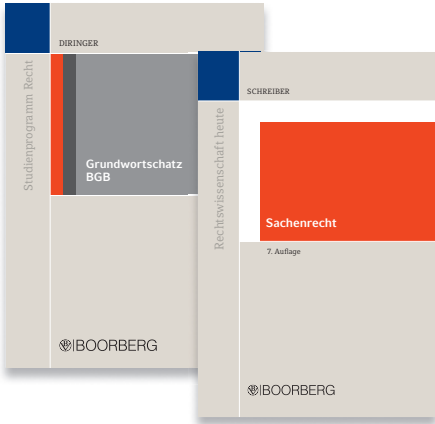 DIRINGER
Studienprogramm Recht
Grundwortschatz
BGB
BOORBERG
SCHREIBER
Rechtswissenschaft heute
Sachenrecht
7. Auflage
BOORBERG